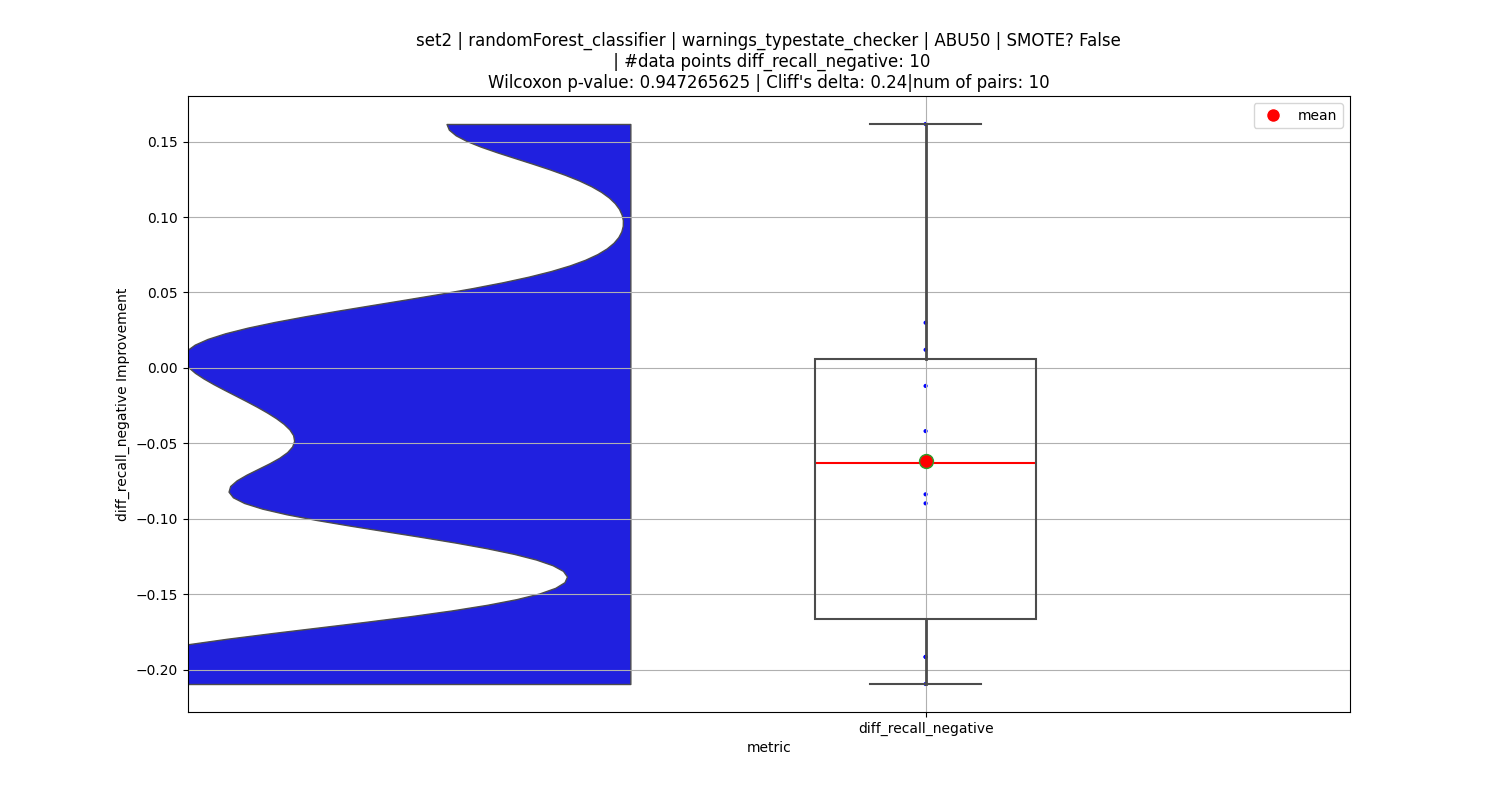 set2 | randomForest_classifier | warnings_typestate_checker | ABU50 | SMOTE? False
| #data points diff_recall_negative: 10
Wilcoxon p-value: 0.947265625 | Cliff's delta: 0.24|num of pairs: 10
mean
0.15
0.10
0.05
0.00
−0.05
−0.10
−0.15
−0.20
diff_recall_negative Improvement
diff_recall_negative
metric